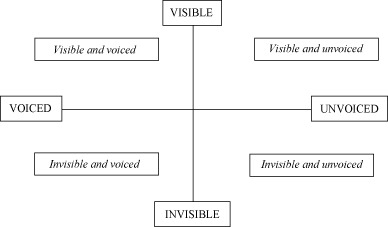 VISIBLE
Visible and voiced
Visible and unvoiced
VOICED
UNVOICED
Invisible and voiced
Invisible and unvoiced
INVISIBLE